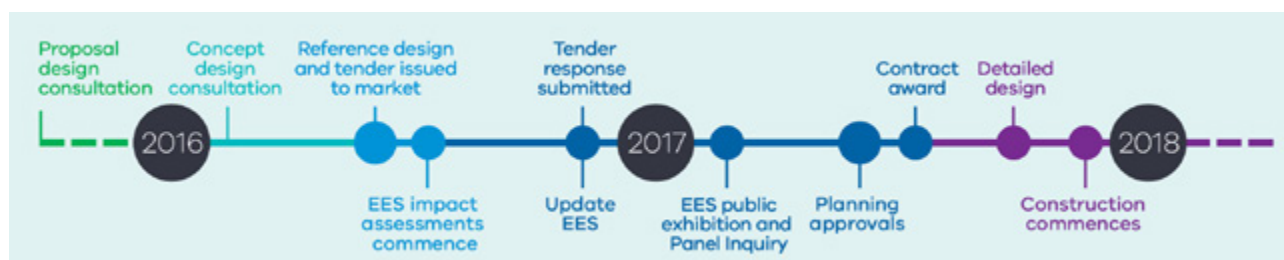 Proposal
design
consultation
Concept
design
consultation
Reference design
and tender issued
to market
Tender
response
submitted
Contract
award
Detailed
design
2016
2017
2018
EES impact
assessments
commence
Update
EES
EES public
exhibition and
Panel Inquiry
Planning
approvals
Construction
commences